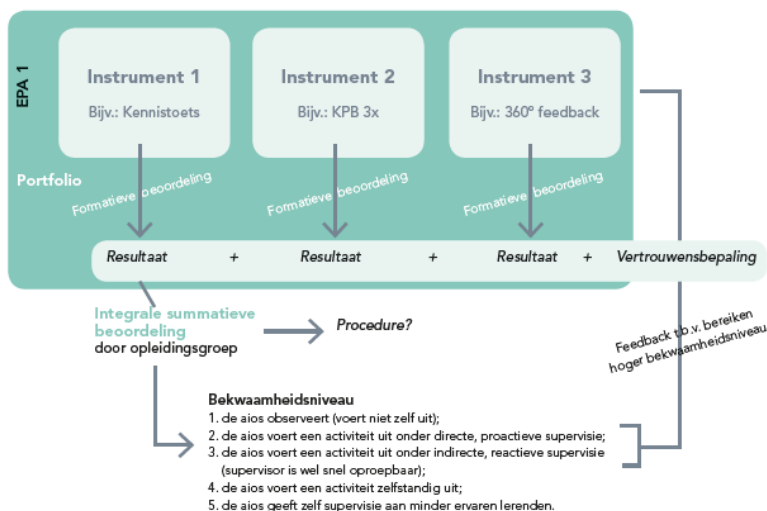 EPA 1
Instrument 1
Bijv.: Kennistoets
Instrument 2
Bijv.: KPB 3x
Instrument 3
Bijv.: 360° feedback
Portfolio
Formatieve beoordeling
Formatieve beoordeling
Formatieve beoordeling
Resultaat + Resultaat + Resultaat + Vertrouwensbepaling
Integrale summatieve
beoordeling
door opleidingsgroep
Procedure?
Feedback t.b.v. bereiken
hoger bekwaamheidsniveau
Bekwaamheidsniveau
1. de aios observeert (voert niet zelf uit);
2. de aios voert een activiteit uit onder directe, proactieve supervisie;
3. de aios voert een activiteit uit onder indirecte, reactieve supervisie
(supervisor is wel snel oproepbaar);
4. de aios voert een activiteit zelfstandig uit;
5. de aios geeft zelf supervisie aan minder ervaren lerenden.